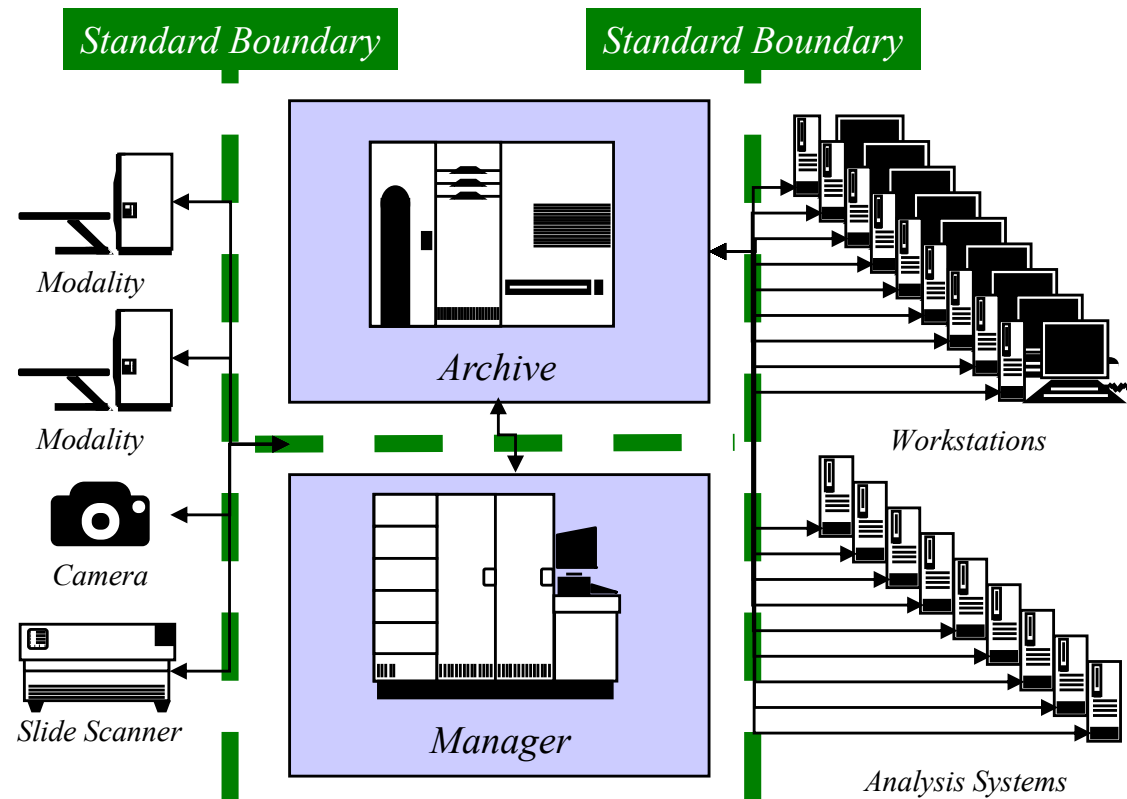 Standard Boundary
Standard Boundary
Modality
Modality
Camera
Slide Scanner
Archive
Manager
Workstations
Analysis Systems